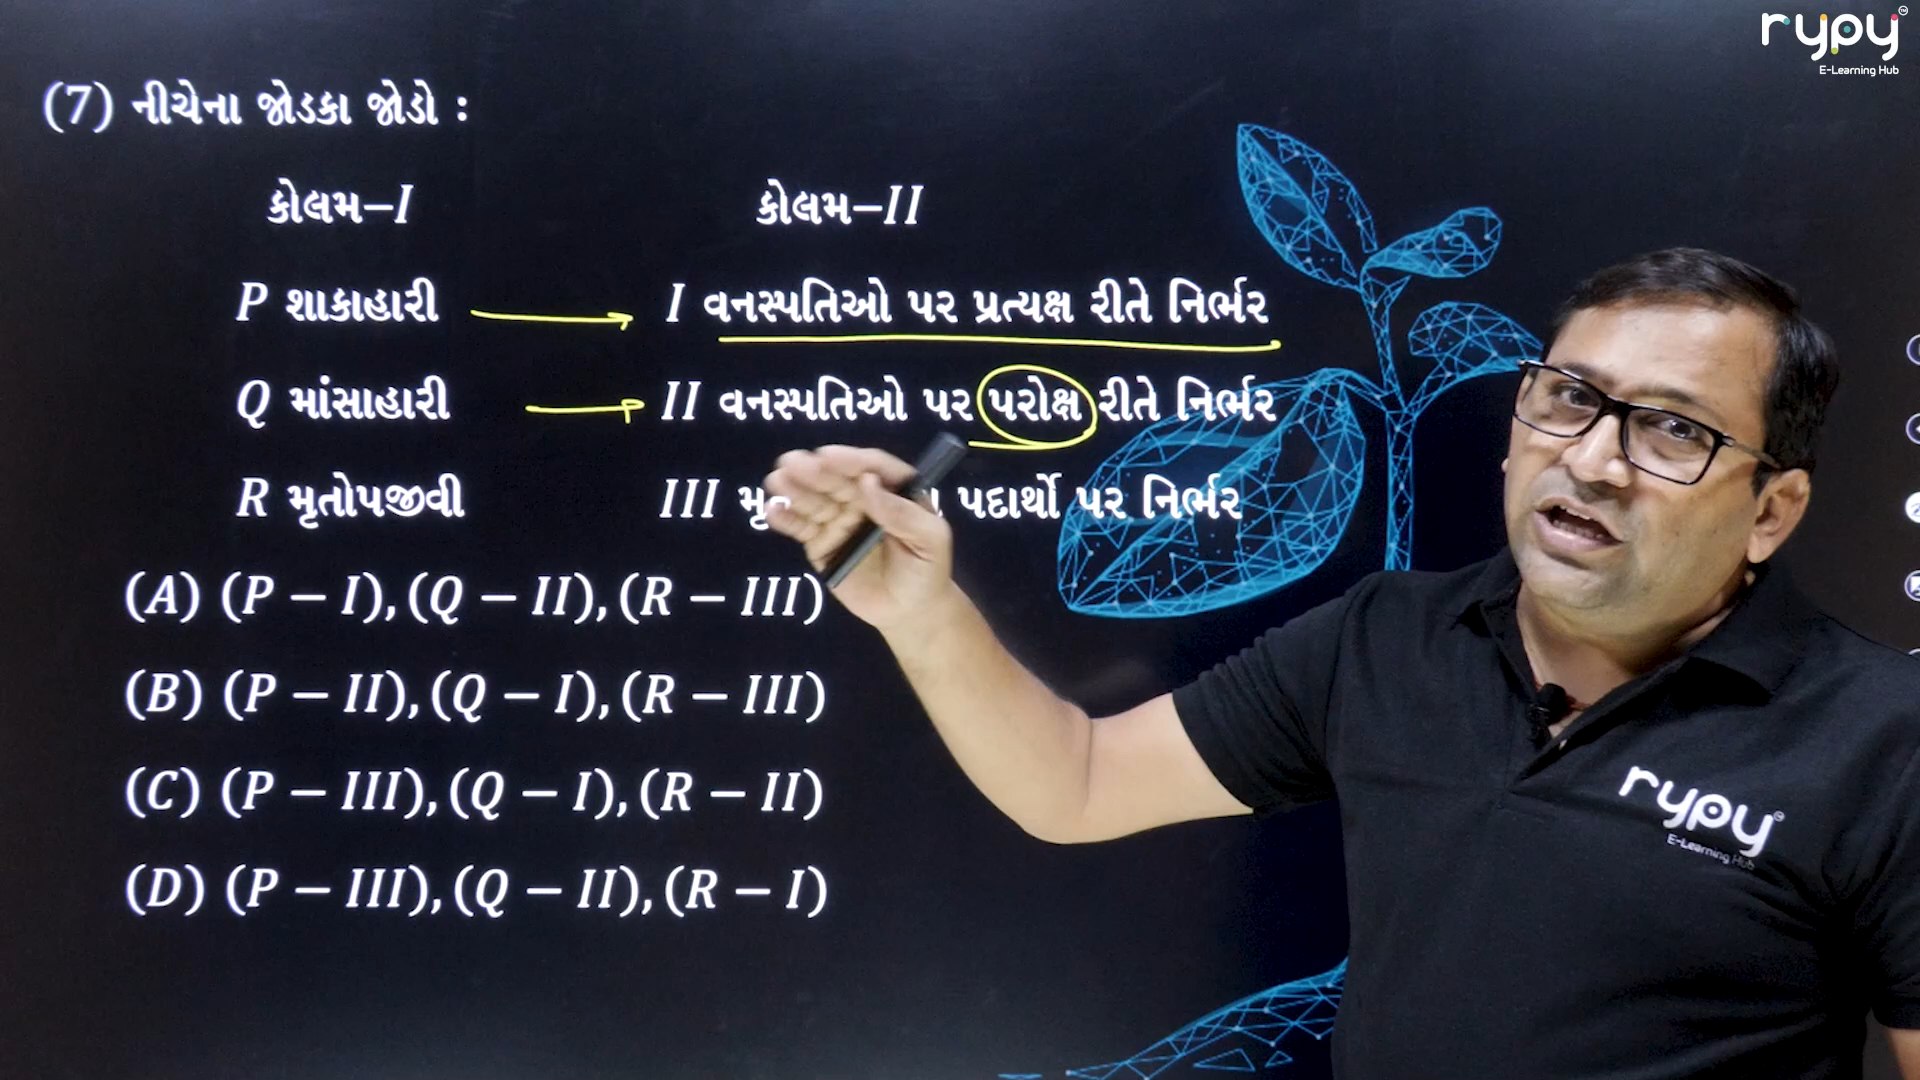 rypy
E-Learning Hub
(7) નીચેના જોડકા જોડો :
કોલમ–I કોલમ–II
P શાકાહારી I વનસ્પતિઓ પર પ્રત્યક્ષ રીતે નિર્ભર
Q માંસાહારી II વનસ્પતિઓ પર પરોક્ષ રીતે નિર્ભર
R મૃતોપજીવી III પદાર્થો પર નિર્ભર
(A) (P – I), (Q – II), (R – III)
(B) (P – II), (Q – I), (R – III)
(C) (P – III), (Q – I), (R – II)
(D) (P – III), (Q – II), (R – I)
rypy
E-Learning Hub